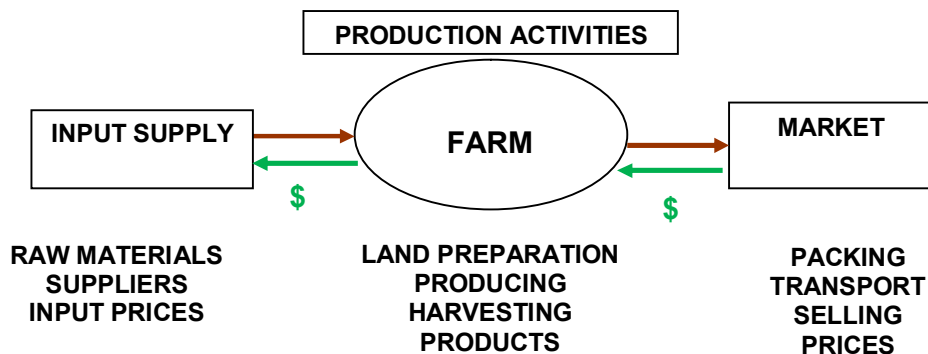 PRODUCTION ACTIVITIES
INPUT SUPPLY
FARM
MARKET
$
$
RAW MATERIALS
SUPPLIERS
INPUT PRICES
LAND PREPARATION
PRODUCING
HARVESTING
PRODUCTS
PACKING
TRANSPORT
SELLING
PRICES